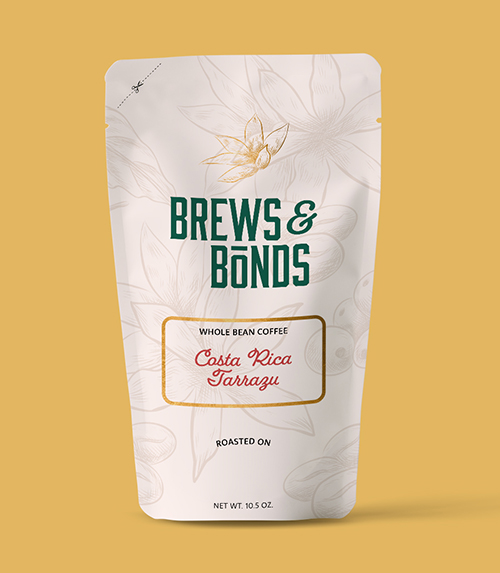 BREWS &
BŌNDS
WHOLE BEAN COFFEE
Costa Rica
Tarrazu
ROASTED ON
NET WT. 10.5 OZ.